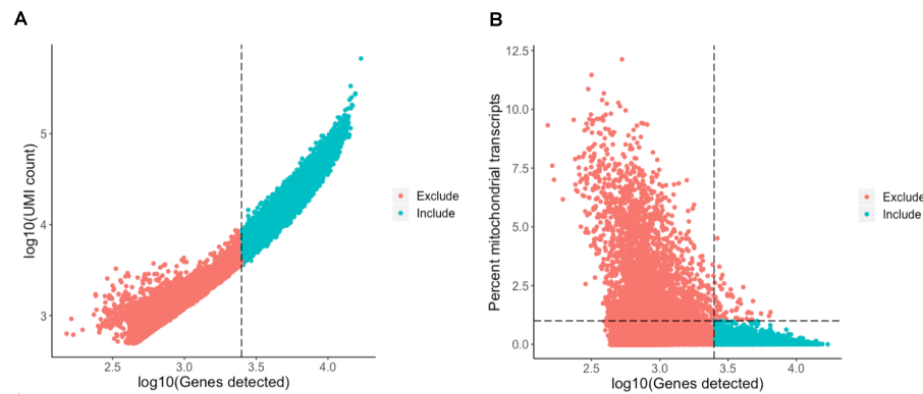 A
log10(UMI count)
5
4
3
2.5 3.0 3.5 4.0
log10(Genes detected)
Exclude
Include
B
Percent mitochondrial transcripts
12.5
10.0
7.5
5.0
2.5
0.0
2.5 3.0 3.5 4.0
log10(Genes detected)
Exclude
Include